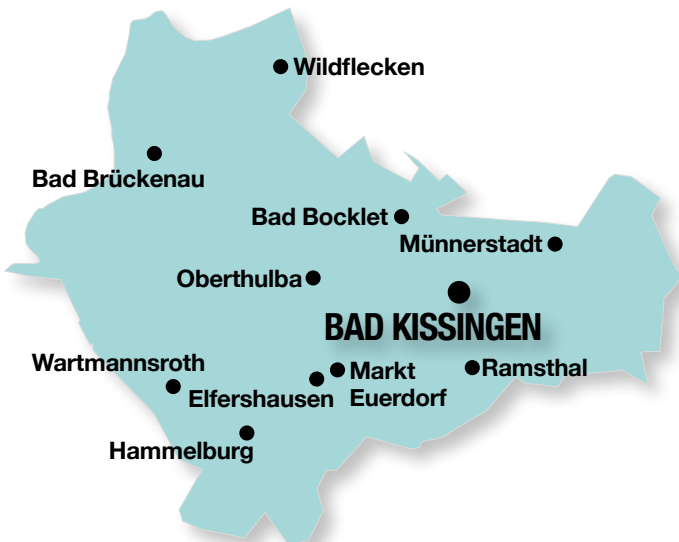 Wildflecken
Bad Brückenau
Bad Bocklet
Münnerstadt
Oberthulba
BAD KISSINGEN
Wartmannsroth
Markt
Euerdorf
Ramsthal
Elfershausen
Hammelburg